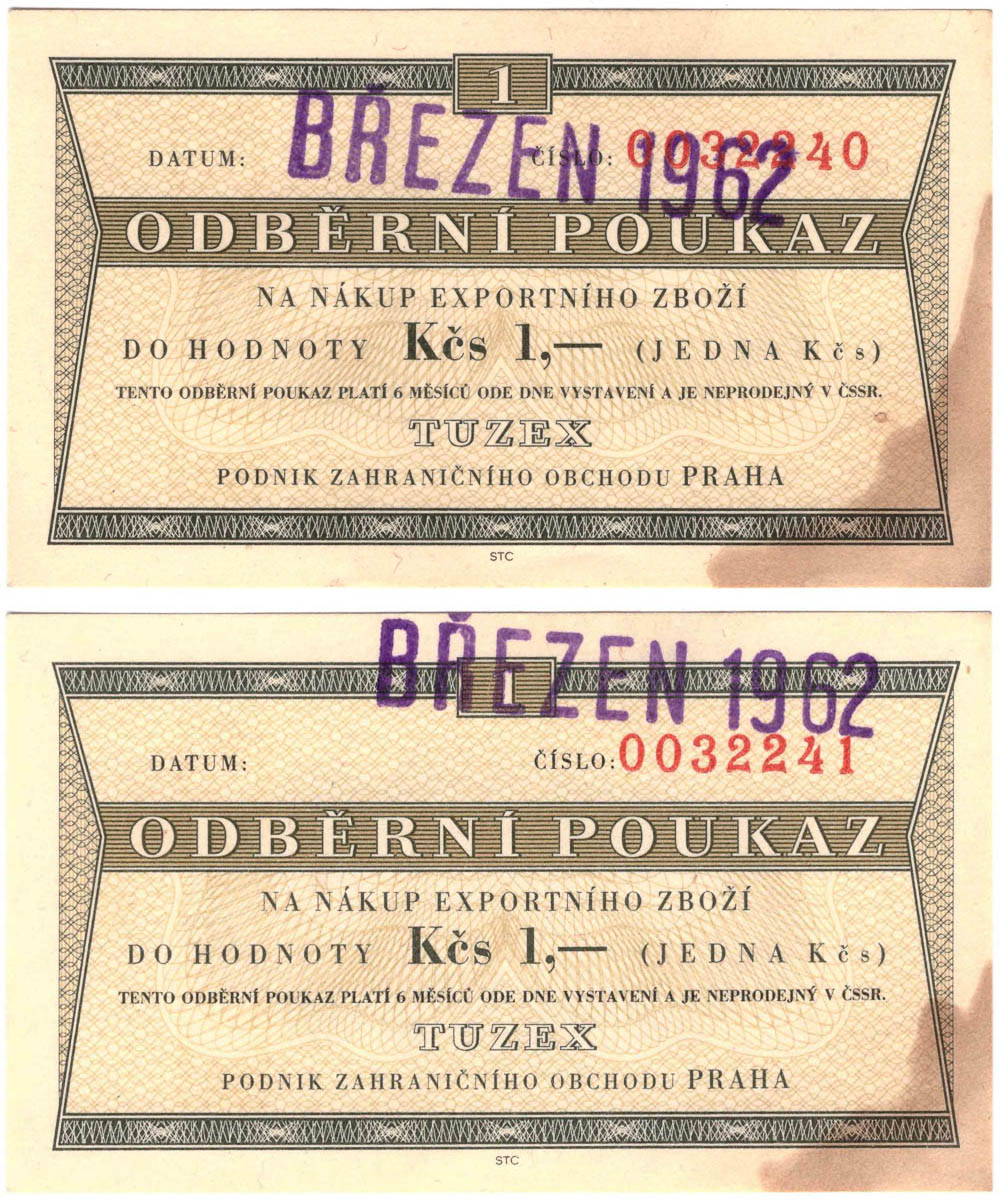 1
BŘEZEN 1962
DATUM:
ČÍSLO: 0032240
ODBĚRNÍ POUKAZ
NA NÁKUP EXPORTNÍHO ZBOŽÍ
DO HODNOTY Kčs 1,— (JEDNA Kčs)
TENTO ODBĚRNÍ POUKAZ PLATÍ 6 MĚSÍCŮ ODE DNE VYSTAVENÍ A JE NEPRODEJNÝ V ČSSR.
TUZEX
PODNIK ZAHRANIČNÍHO OBCHODU PRAHA
STC
BŘEZEN 1962
1
DATUM:
ČÍSLO: 0032241
ODBĚRNÍ POUKAZ
NA NÁKUP EXPORTNÍHO ZBOŽÍ
DO HODNOTY Kčs 1,— (JEDNA Kčs)
TENTO ODBĚRNÍ POUKAZ PLATÍ 6 MĚSÍCŮ ODE DNE VYSTAVENÍ A JE NEPRODEJNÝ V ČSSR.
TUZEX
PODNIK ZAHRANIČNÍHO OBCHODU PRAHA
STC